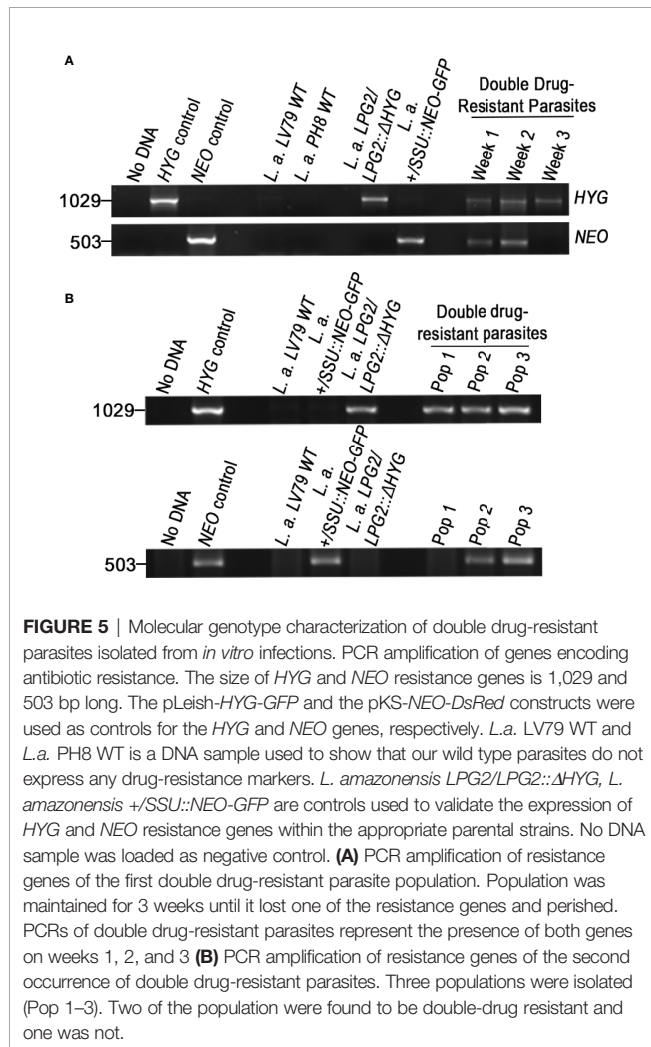 A
No DNA
HYG control
NEO control
L. a. LV79 WT
L. a. PH8 WT
L. a. LPG2/
LPG2::ΔHYG
L. a.
+/SSU::NEO-GFP
Double Drug-
Resistant Parasites
Week 1
Week 2
Week 3
1029
HYG
503
NEO
B
No DNA
HYG control
L. a. LV79 WT
L. a.
+/SSU::NEO-GFP
L. a. LPG2/
LPG2::ΔHYG
Double drug-
resistant parasites
Pop 1
Pop 2
Pop 3
1029
No DNA
NEO control
L. a. LV79 WT
L. a.
+/SSU::NEO-GFP
L. a. LPG2/
LPG2::ΔHYG
Pop 1
Pop 2
Pop 3
503
FIGURE 5 | Molecular genotype characterization of double drug-resistant
parasites isolated from in vitro infections. PCR amplification of genes encoding
antibiotic resistance. The size of HYG and NEO resistance genes is 1,029 and
503 bp long. The pLeish-HYG-GFP and the pKS-NEO-DsRed constructs were
used as controls for the HYG and NEO genes, respectively. L.a. LV79 WT and
L.a. PH8 WT is a DNA sample used to show that our wild type parasites do not
express any drug-resistance markers. L. amazonensis LPG2/LPG2::ΔHYG, L.
amazonensis +/SSU::NEO-GFP are controls used to validate the expression of
HYG and NEO resistance genes within the appropriate parental strains. No DNA
sample was loaded as negative control. (A) PCR amplification of resistance
genes of the first double drug-resistant parasite population. Population was
maintained for 3 weeks until it lost one of the resistance genes and perished.
PCRs of double drug-resistant parasites represent the presence of both genes
on weeks 1, 2, and 3 (B) PCR amplification of resistance genes of the second
occurrence of double drug-resistant parasites. Three populations were isolated
(Pop 1–3). Two of the population were found to be double-drug resistant and
one was not.